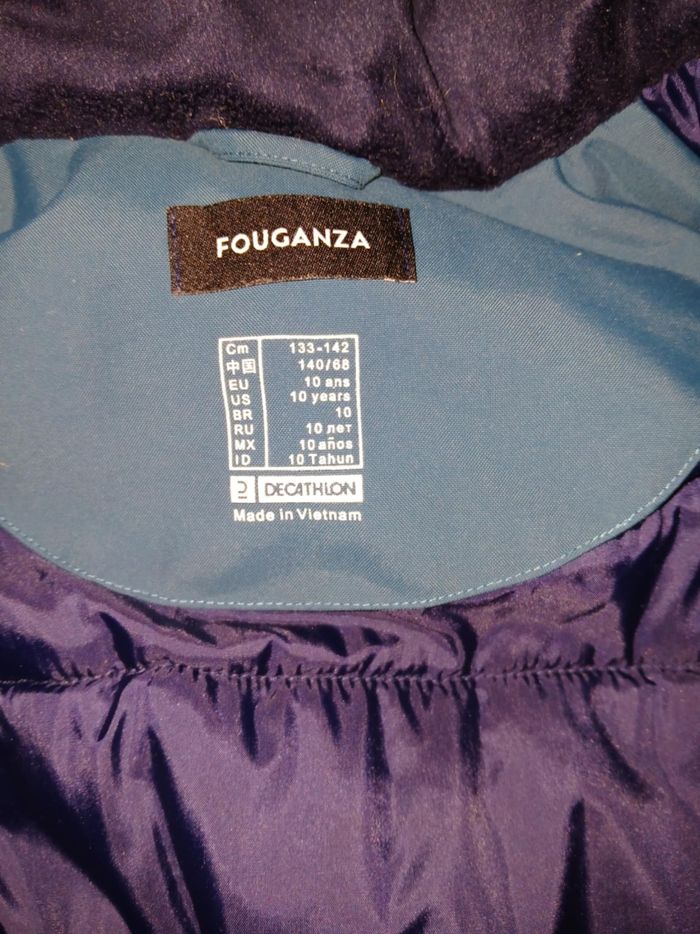 FOUGANZA
Cm 133-142
中国 140/68
EU 10 ans
US 10 years
BR 10
RU 10 лет
MX 10 años
ID 10 Tahun
DECATHLON
Made in Vietnam